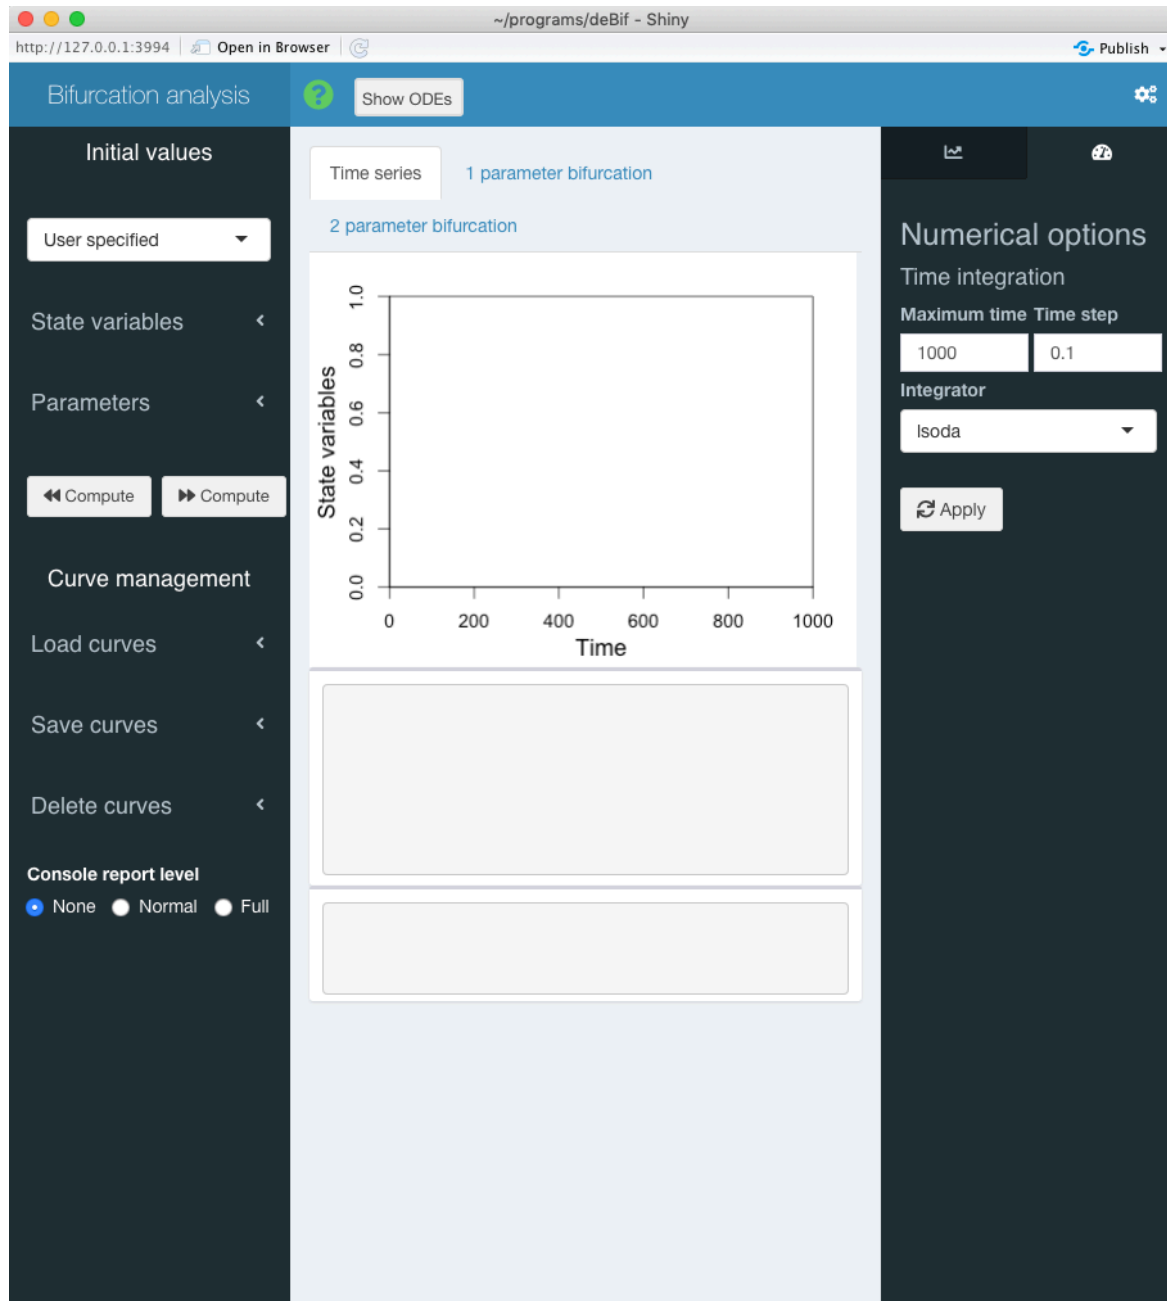 ~/programs/deBif - Shiny
http://127.0.0.1:3994 Open in Browser Publish
Bifurcation analysis
Show ODEs
Initial values
User specified
State variables
Parameters
Compute Compute
Curve management
Load curves
Save curves
Delete curves
Console report level
None Normal Full
Time series 1 parameter bifurcation
2 parameter bifurcation
State variables
1.0
0.8
0.6
0.4
0.2
0.0
0 200 400 600 800 1000
Time
Numerical options
Time integration
Maximum time Time step
1000 0.1
Integrator
lsoda
Apply